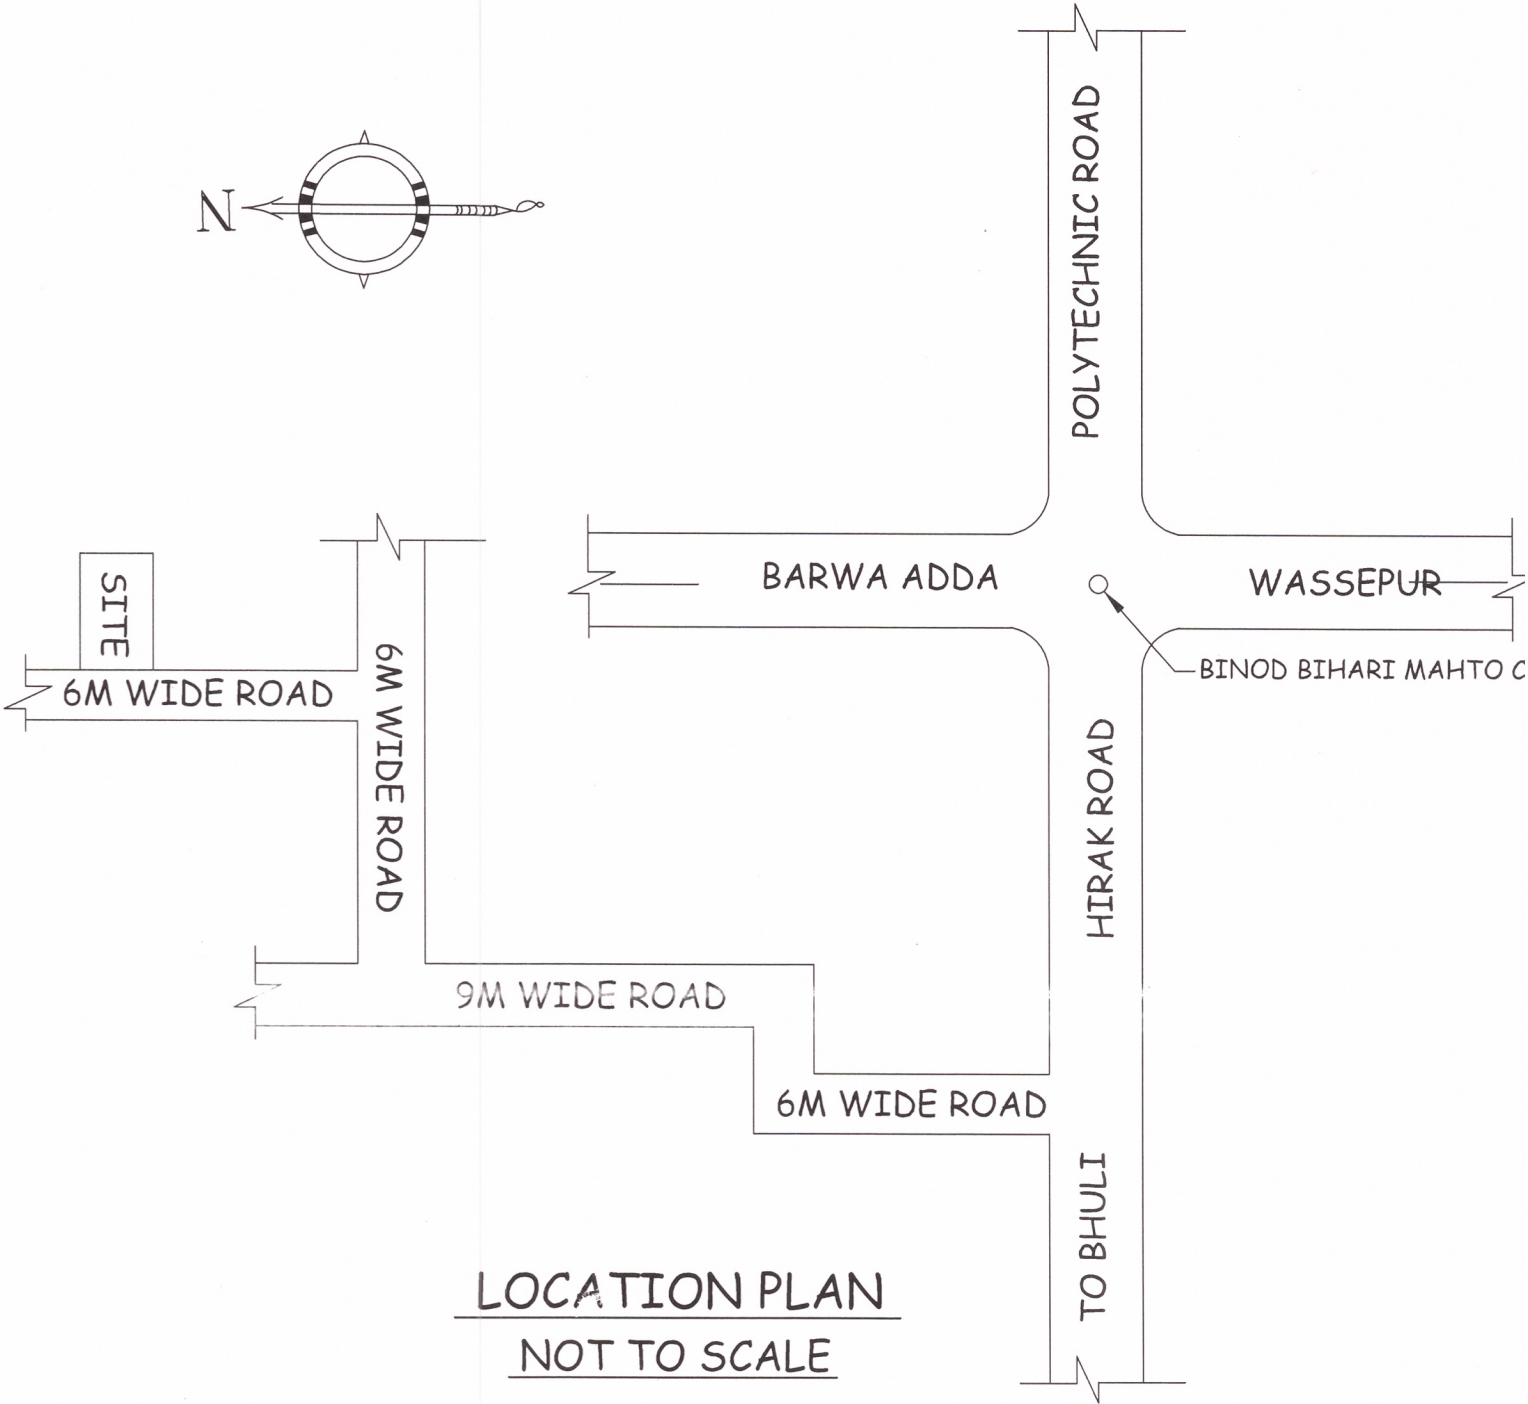 POLYTECHNIC ROAD
N
BARWA ADDA
WASSEPUR
SITE
BINOD BIHARI MAHTO C
6M WIDE ROAD
6M WIDE ROAD
HIRAK ROAD
9M WIDE ROAD
6M WIDE ROAD
TO BHULI
LOCATION PLAN
NOT TO SCALE